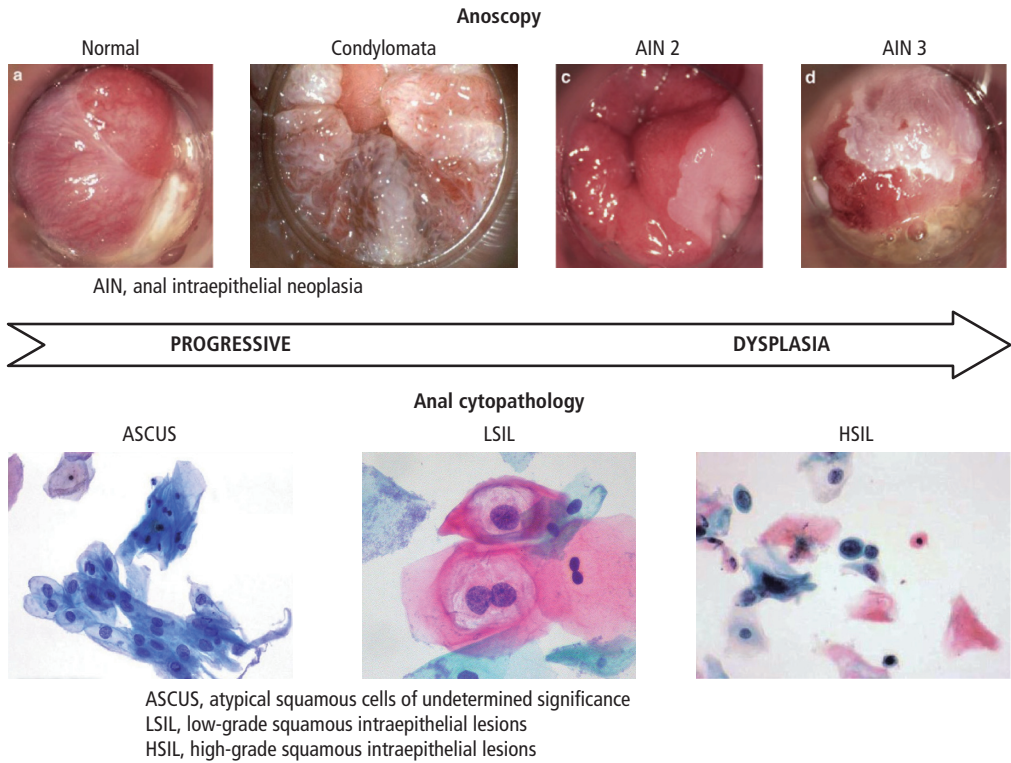 Anoscopy
Normal
Condylomata
AIN 2
AIN 3
a
c
d
AIN, anal intraepithelial neoplasia
PROGRESSIVE
DYSPLASIA
Anal cytopathology
ASCUS
LSIL
HSIL
ASCUS, atypical squamous cells of undetermined significance
LSIL, low-grade squamous intraepithelial lesions
HSIL, high-grade squamous intraepithelial lesions